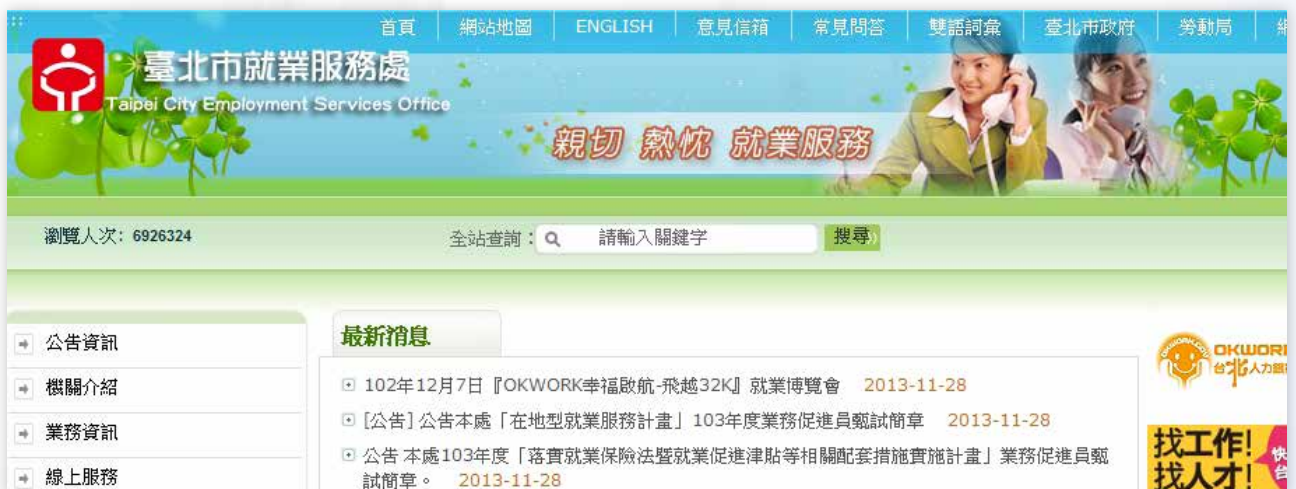 首頁 網站地圖 ENGLISH 意見信箱 常見問答 雙語詞彙 臺北市政府 勞動局
臺北市就業服務處
Taipei City Employment Services Office
親切 熱忱 就業服務
瀏覽人次: 6926324
全站查詢: 請輸入關鍵字 搜尋
公告資訊
機關介紹
業務資訊
線上服務
最新消息
102年12月7日『OKWORK幸福啟航-飛越32K』就業博覽會 2013-11-28
[公告] 公告本處「在地型就業服務計畫」103年度業務促進員甄試簡章 2013-11-28
公告 本處103年度「落實就業保險法暨就業促進津貼等相關配套措施實施計畫」業務促進員甄
試簡章。 2013-11-28
台北人力
找工作!
找人才!